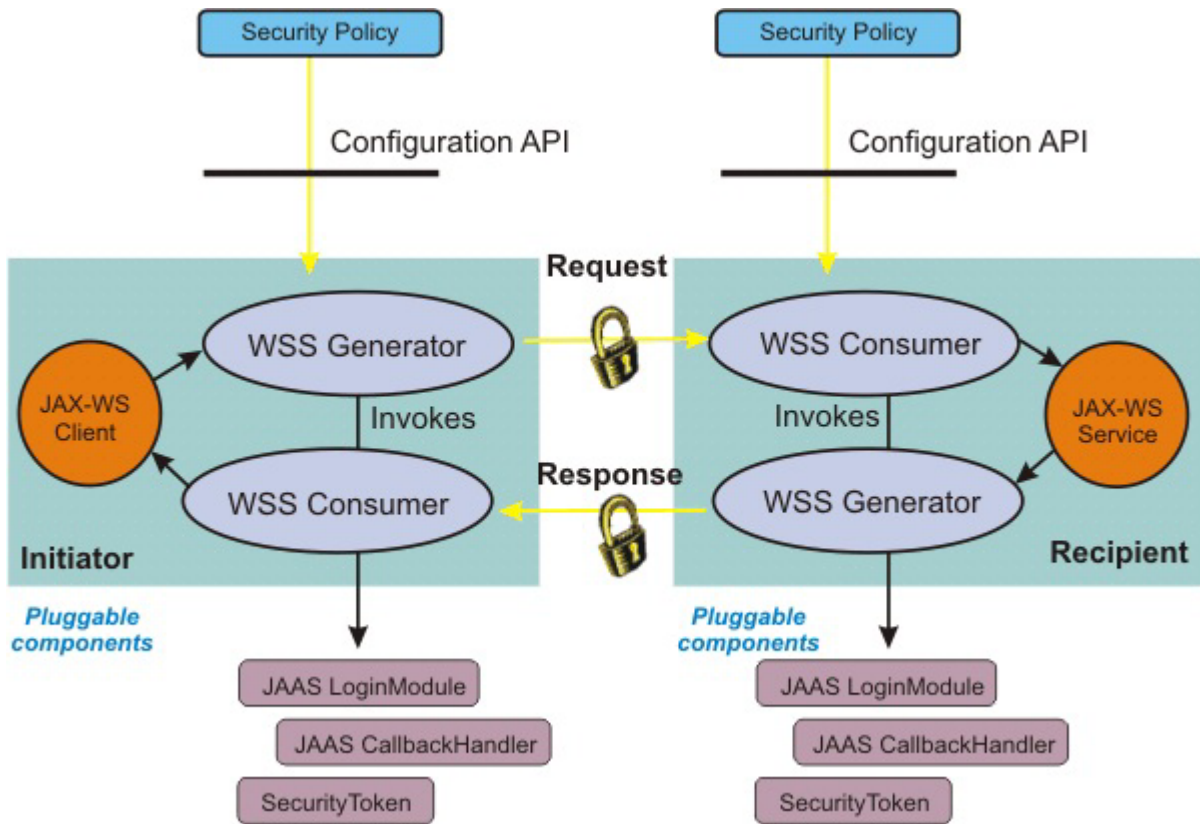 Security Policy
Security Policy
Configuration API
Configuration API
Request
WSS Generator
WSS Consumer
JAX-WS
Client
Invokes
Invokes
JAX-WS
Service
Response
WSS Consumer
WSS Generator
Initiator
Recipient
Pluggable
components
Pluggable
components
JAAS LoginModule
JAAS LoginModule
JAAS CallbackHandler
JAAS CallbackHandler
SecurityToken
SecurityToken